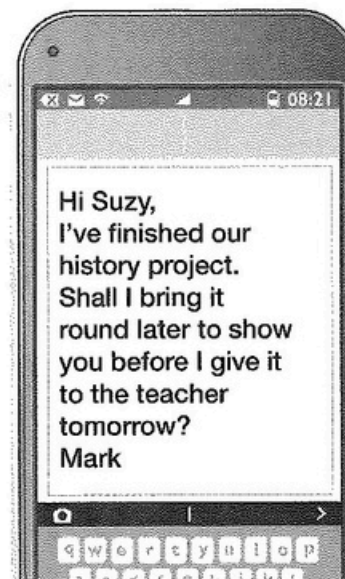 08:21
Hi Suzy,
I've finished our
history project.
Shall I bring it
round later to show
you before I give it
to the teacher
tomorrow?
Mark
q w e r t y u i o p